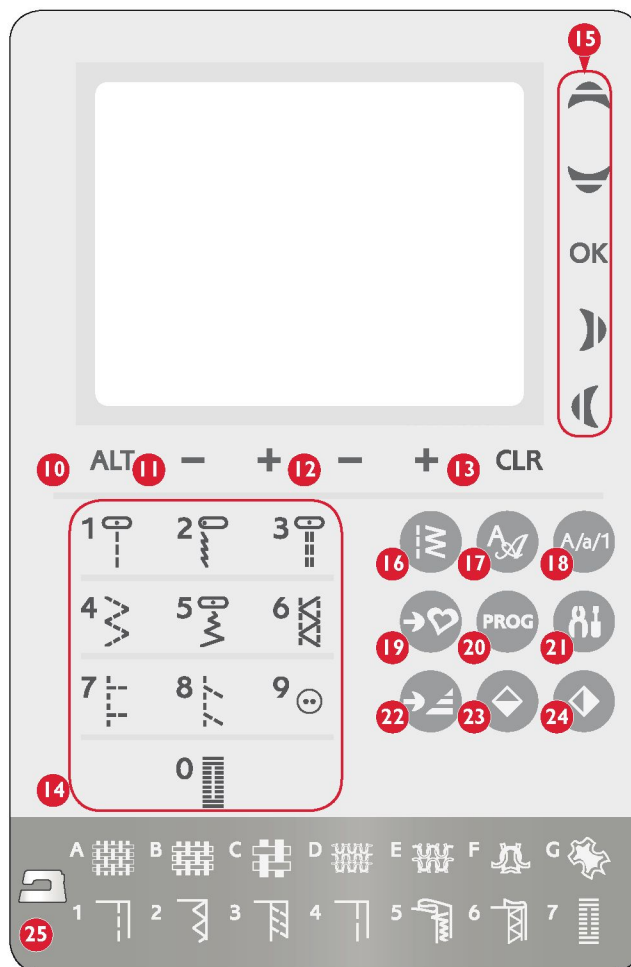 15
OK
10 ALT 11 − + 12 − + 13 CLR
1 2 3
16 17 A A 18 A/a/1
4 5 6
19 20 PROG 21
7 8 9
22 23 24
0
14
A B C D E F G
25 1 2 3 4 5 6 7